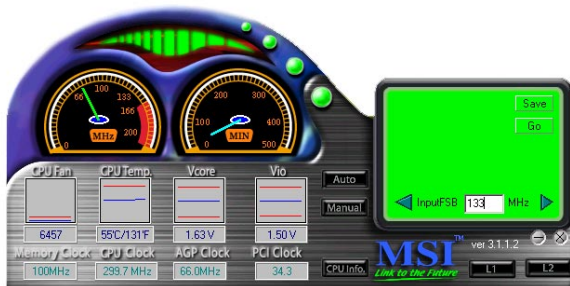 100
66
133
166
0
200
MHz
200
300
100
400
0
500
MIN
Save
Go
InputFSB 133 MHz
CPU Fan CPU Temp. Vcore Vio
6457 55℃/131℉ 1.63 V 1.50 V
Auto
Manual
Memory Clock CPU Clock AGP Clock PCI Clock
100MHz 299.7 MHz 66.0MHz 34.3
CPU Info.
MSI™
Link to the Future
ver 3.1.1.2
L1 L2